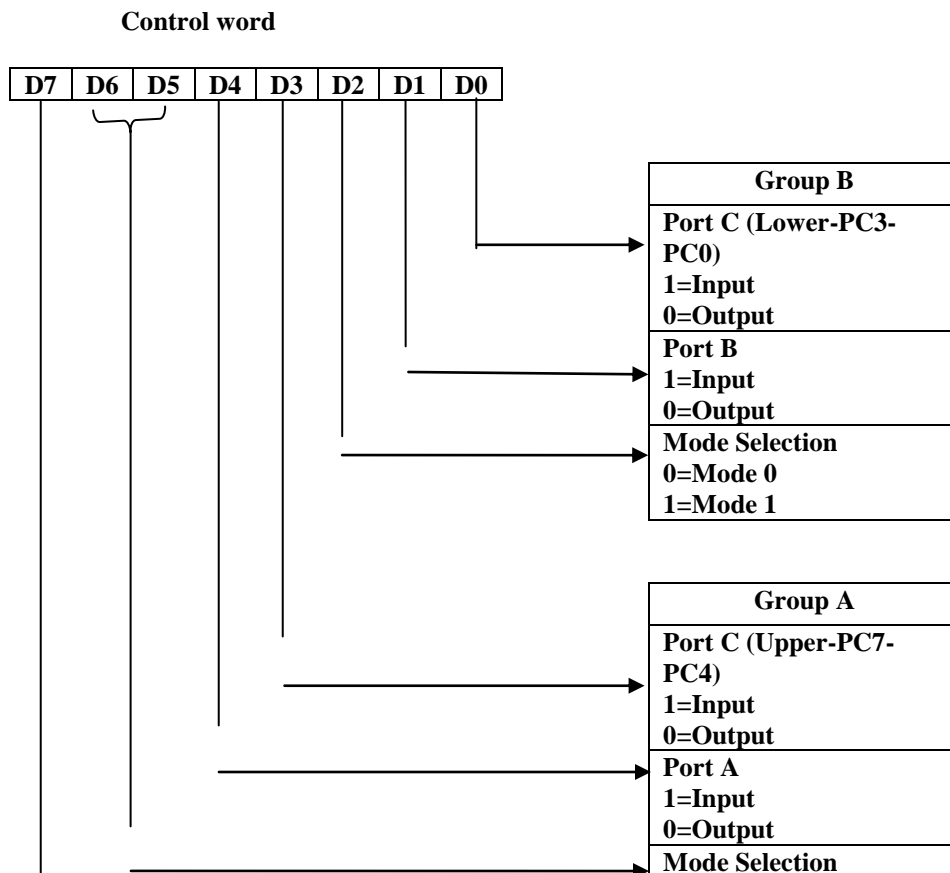 Control word
D7 D6 D5 D4 D3 D2 D1 D0
Group B
Port C (Lower-PC3-
PC0)
1=Input
0=Output
Port B
1=Input
0=Output
Mode Selection
0=Mode 0
1=Mode 1
Group A
Port C (Upper-PC7-
PC4)
1=Input
0=Output
Port A
1=Input
0=Output
Mode Selection